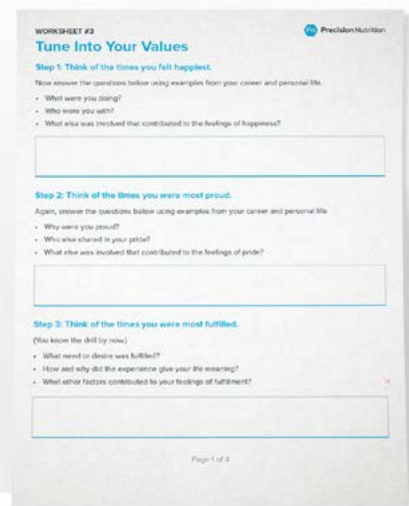 WORKSHEET #3
Precision Nutrition
Tune Into Your Values
Step 1: Think of the times you felt happiest.
Now answer the questions below using examples from your career and personal life.
• What were you doing?
• Who were you with?
• What else was involved that contributed to the feelings of happiness?
Step 2: Think of the times you were most proud.
Again, answer the questions below using examples from your career and personal life.
• Why were you proud?
• Who else shared in your pride?
• What else was involved that contributed to the feelings of pride?
Step 3: Think of the times you were most fulfilled.
(You know the drill by now.)
• What need or desire was fulfilled?
• How and why did the experience give your life meaning?
• What other factors contributed to your feelings of fulfillment?
Page 1 of 4